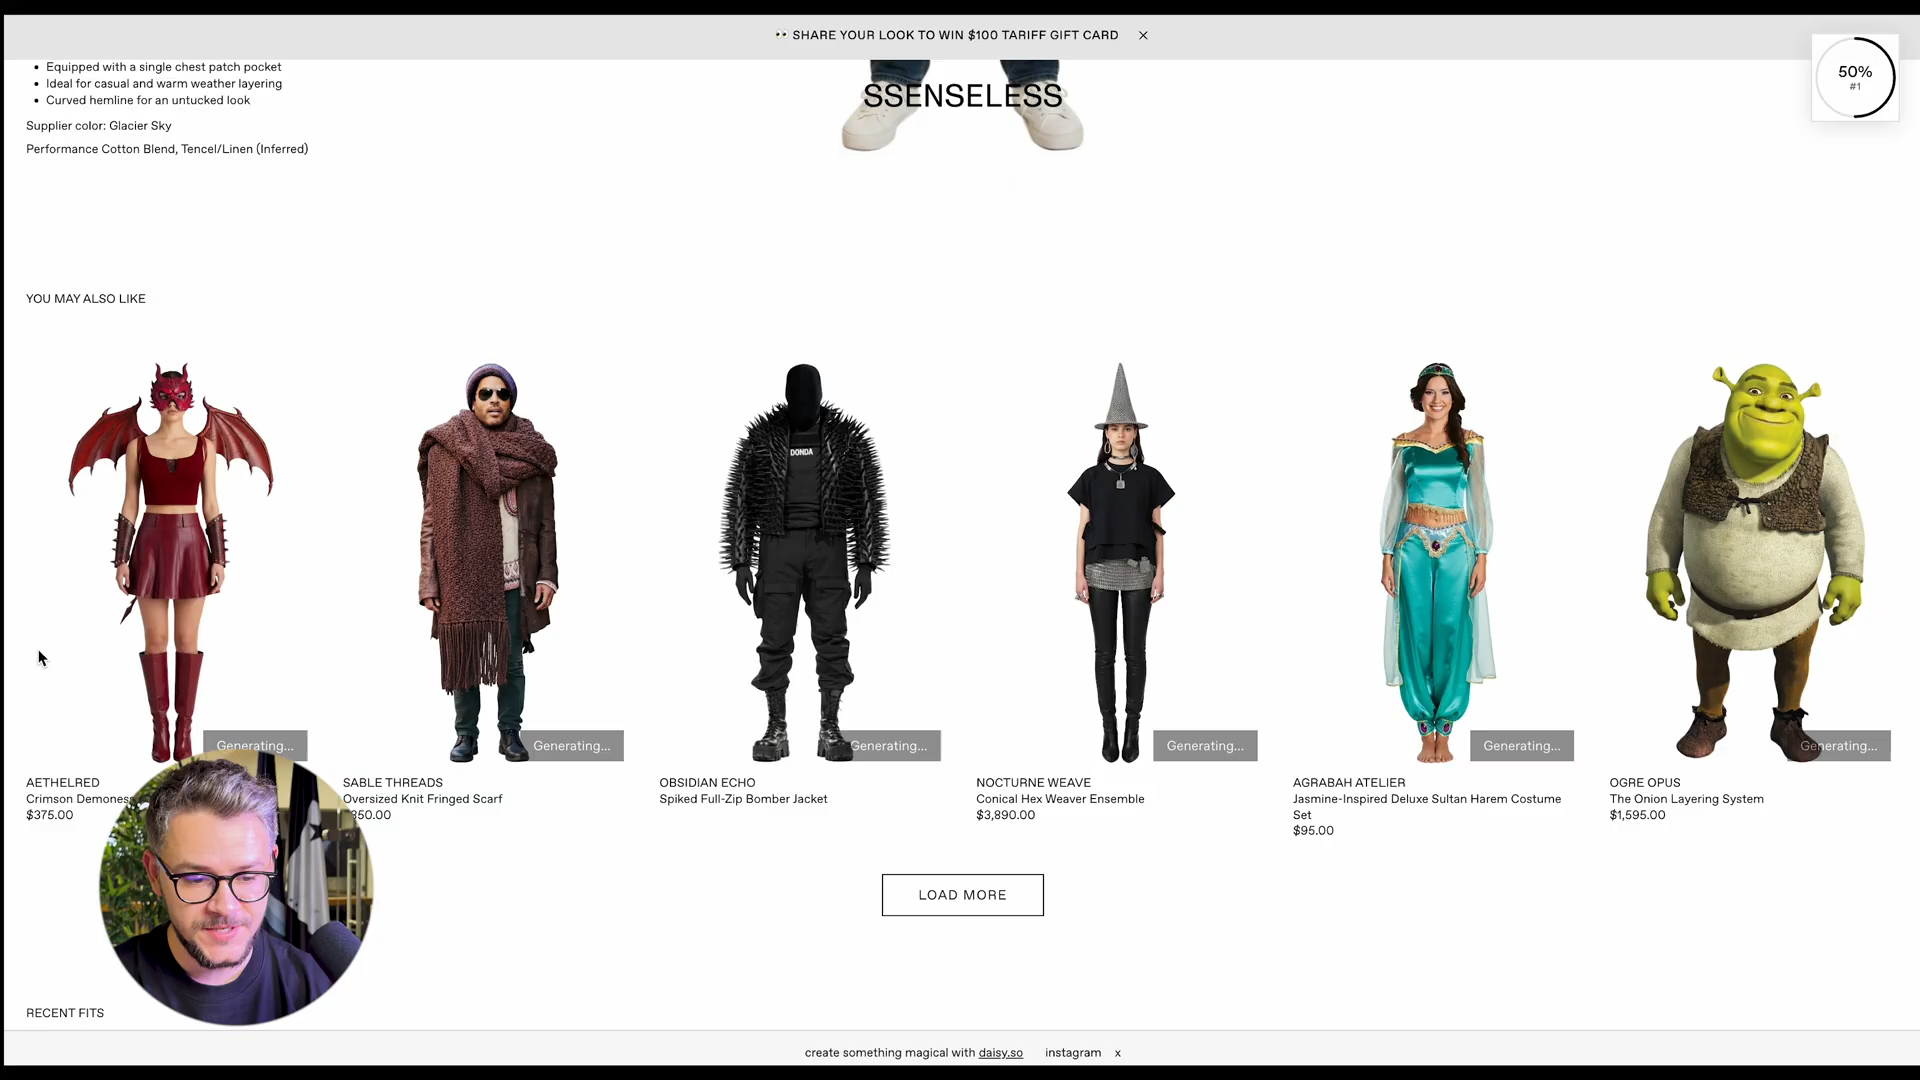 👀 SHARE YOUR LOOK TO WIN $100 TARIFF GIFT CARD ×
50%
#1
• Equipped with a single chest patch pocket
• Ideal for casual and warm weather layering
• Curved hemline for an untucked look
SSENSELESS
Supplier color: Glacier Sky
Performance Cotton Blend, Tencel/Linen (Inferred)
YOU MAY ALSO LIKE
DONDA
Generating...
Generating...
Generating...
Generating...
Generating...
Generating...
AETHELRED
Crimson Demoness
$375.00
SABLE THREADS
Oversized Knit Fringed Scarf
350.00
OBSIDIAN ECHO
Spiked Full-Zip Bomber Jacket
NOCTURNE WEAVE
Conical Hex Weaver Ensemble
$3,890.00
AGRABAH ATELIER
Jasmine-Inspired Deluxe Sultan Harem Costume
Set
$95.00
OGRE OPUS
The Onion Layering System
$1,595.00
LOAD MORE
RECENT FITS
create something magical with daisy.so instagram x